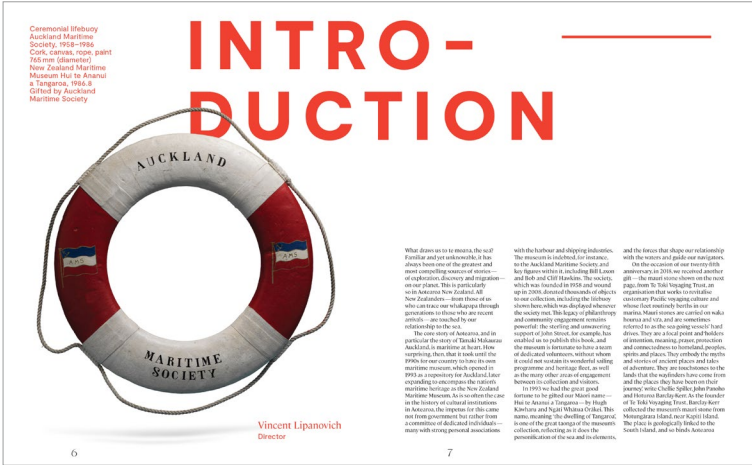 Ceremonial lifebuoy
Auckland Maritime
Society, 1958–1986
Cork, canvas, rope, paint
765 mm (diameter)
New Zealand Maritime
Museum Hui te Ananui
a Tangaroa, 1986.8
Gifted by Auckland
Maritime Society
INTRO-
DUCTION
AUCKLAND
AMS
AMS
MARITIME
SOCIETY
Vincent Lipanovich
Director
6
What draws us to te moana, the sea?
Familiar and yet unknowable, it has
always been one of the greatest and
most compelling sources of stories —
of exploration, discovery and migration —
on our planet. This is particularly
so in Aotearoa New Zealand. All
New Zealanders — from those of us
who can trace our whakapapa through
generations to those who are recent
arrivals — are touched by our
relationship to the sea.
The core story of Aotearoa, and in
particular the story of Tāmaki Makaurau
Auckland, is maritime at heart. How
surprising, then, that it took until the
1990s for our country to have its own
maritime museum, which opened in
1993 as a repository for Auckland, later
expanding to encompass the nation's
maritime heritage as the New Zealand
Maritime Museum. As is so often the case
in the history of cultural institutions
in Aotearoa, the impetus for this came
not from government but rather from
a committee of dedicated individuals —
many with strong personal associations
with the harbour and shipping industries.
The museum is indebted, for instance,
to the Auckland Maritime Society, and
key figures within it, including Bill Laxon
and Bob and Cliff Hawkins. The society,
which was founded in 1958 and wound
up in 2008, donated thousands of objects
to our collection, including the lifebuoy
shown here, which was displayed whenever
the society met. This legacy of philanthropy
and community engagement remains
powerful: the sterling and unwavering
support of John Street, for example, has
enabled us to publish this book, and
the museum is fortunate to have a team
of dedicated volunteers, without whom
it could not sustain its wonderful sailing
programme and heritage fleet, as well
as the many other areas of engagement
between its collection and visitors.
In 1993 we had the great good
fortune to be gifted our Māori name —
Hui te Ananui a Tangaroa — by Hugh
Kāwharu and Ngāti Whātua Ōrākei. This
name, meaning 'the dwelling of Tangaroa',
is one of the great taonga of the museum's
collection, reflecting as it does the
personification of the sea and its elements,
7
and the forces that shape our relationship
with the waters and guide our navigators.
On the occasion of our twenty-fifth
anniversary, in 2018, we received another
gift — the mauri stone shown on the next
page, from Te Toki Voyaging Trust, an
organisation that works to revitalise
customary Pacific voyaging culture and
whose fleet routinely berths in our
marina. Mauri stones are carried on waka
hourua and va'a, and are sometimes
referred to as the sea-going vessels' hard
drives. They are a focal point and 'holders
of intention, meaning, prayer, protection
and connectedness to homeland, peoples,
spirits and places. They embody the myths
and stories of ancient places and tales
of adventure. They are touchstones to the
lands that the wayfinders have come from
and the places they have been on their
journey,' write Chellie Spiller, John Panoho
and Hoturoa Barclay-Kerr. As the founder
of Te Toki Voyaging Trust, Barclay-Kerr
collected the museum's mauri stone from
Motungārara Island, near Kapiti Island.
The place is geologically linked to the
South Island, and so binds Aotearoa